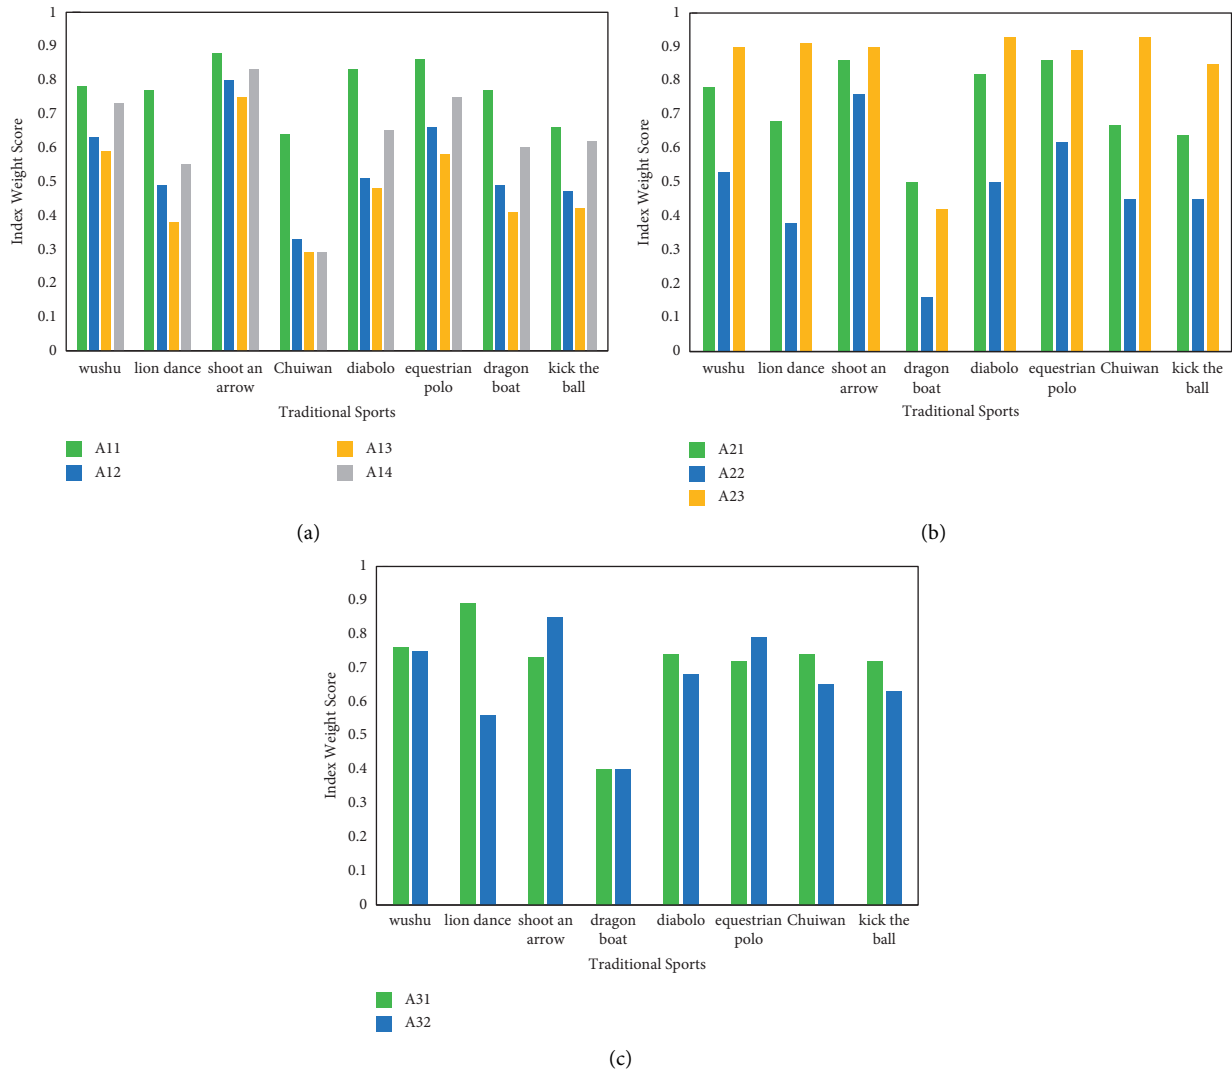 1
0.9
0.8
0.7
0.6
0.5
0.4
0.3
0.2
0.1
0
Index Weight Score
wushu lion dance shoot an Chuiwan diabolo equestrian dragon kick the
arrow polo boat ball
Traditional Sports
A11 A13
A12 A14
(a)
1
0.9
0.8
0.7
0.6
0.5
0.4
0.3
0.2
0.1
0
Index Weight Score
wushu lion dance shoot an dragon diabolo equestrian Chuiwan kick the
arrow boat polo ball
Traditional Sports
A21
A22
A23
(b)
1
0.9
0.8
0.7
0.6
0.5
0.4
0.3
0.2
0.1
0
Index Weight Score
wushu lion dance shoot an dragon diabolo equestrian Chuiwan kick the
arrow boat polo ball
Traditional Sports
A31
A32
(c)